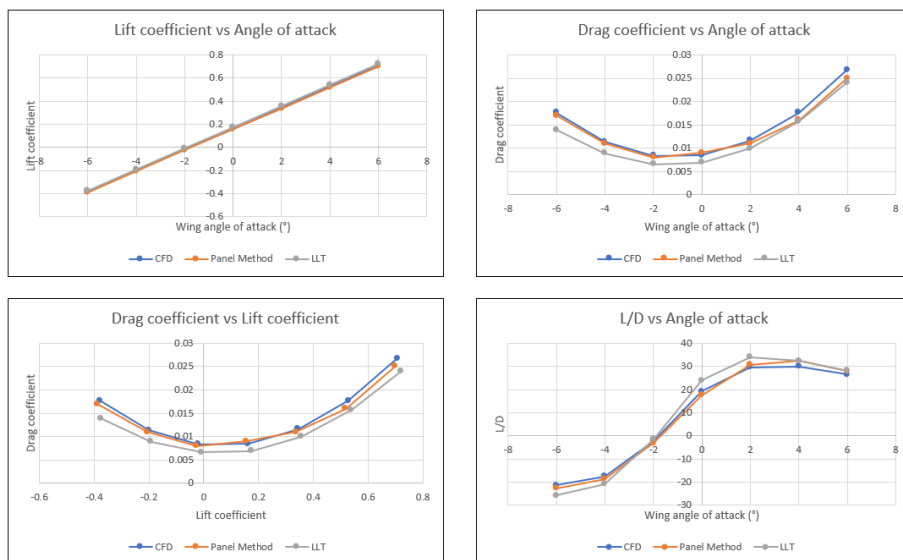 Lift coefficient vs Angle of attack
Lift coefficient
0.8
0.6
0.4
0.2
0
-0.2
-0.4
-0.6
-8 -6 -4 -2 0 2 4 6 8
Wing angle of attack (°)
CFD Panel Method LLT
Drag coefficient vs Angle of attack
Drag coefficient
0.03
0.025
0.02
0.015
0.01
0.005
0
-8 -6 -4 -2 0 2 4 6 8
Wing angle of attack (°)
CFD Panel Method LLT
Drag coefficient vs Lift coefficient
Drag coefficient
0.03
0.025
0.02
0.015
0.01
0.005
0
-0.6 -0.4 -0.2 0 0.2 0.4 0.6 0.8
Lift coefficient
CFD Panel Method LLT
L/D vs Angle of attack
L/D
40
30
20
10
0
-10
-20
-30
-8 -6 -4 -2 0 2 4 6 8
Wing angle of attack (°)
CFD Panel Method LLT